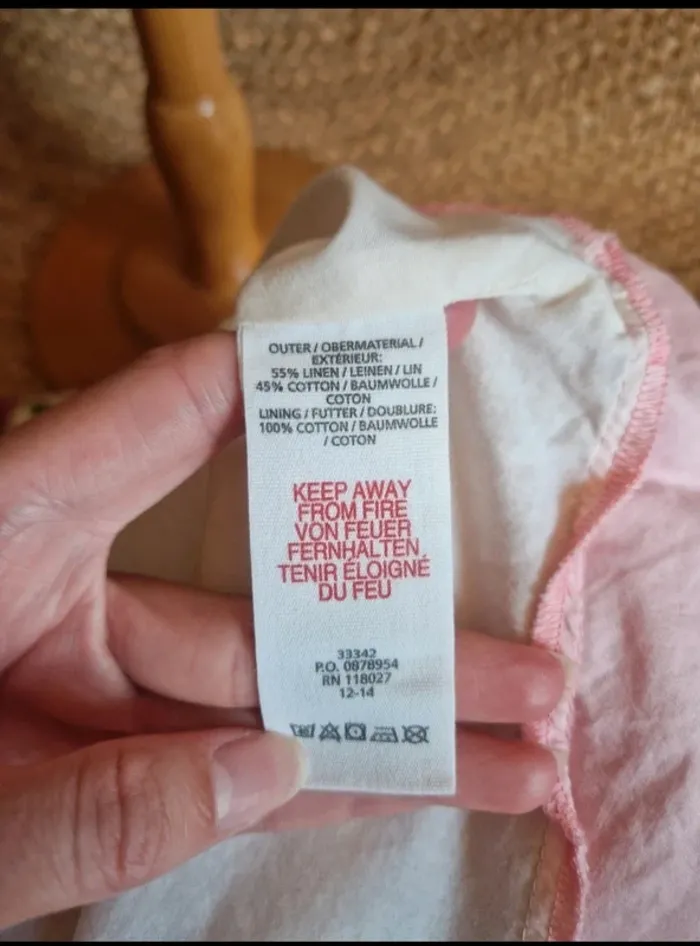 OUTER / OBERMATERIAL /
EXTÉRIEUR:
55% LINEN / LEINEN / LIN
45% COTTON / BAUMWOLLE /
COTON
LINING / FUTTER / DOUBLURE:
100% COTTON / BAUMWOLLE
/ COTON
KEEP AWAY
FROM FIRE
VON FEUER
FERNHALTEN
TENIR ÉLOIGNÉ
DU FEU
33342
P.O. 0878954
RN 118027
12-14